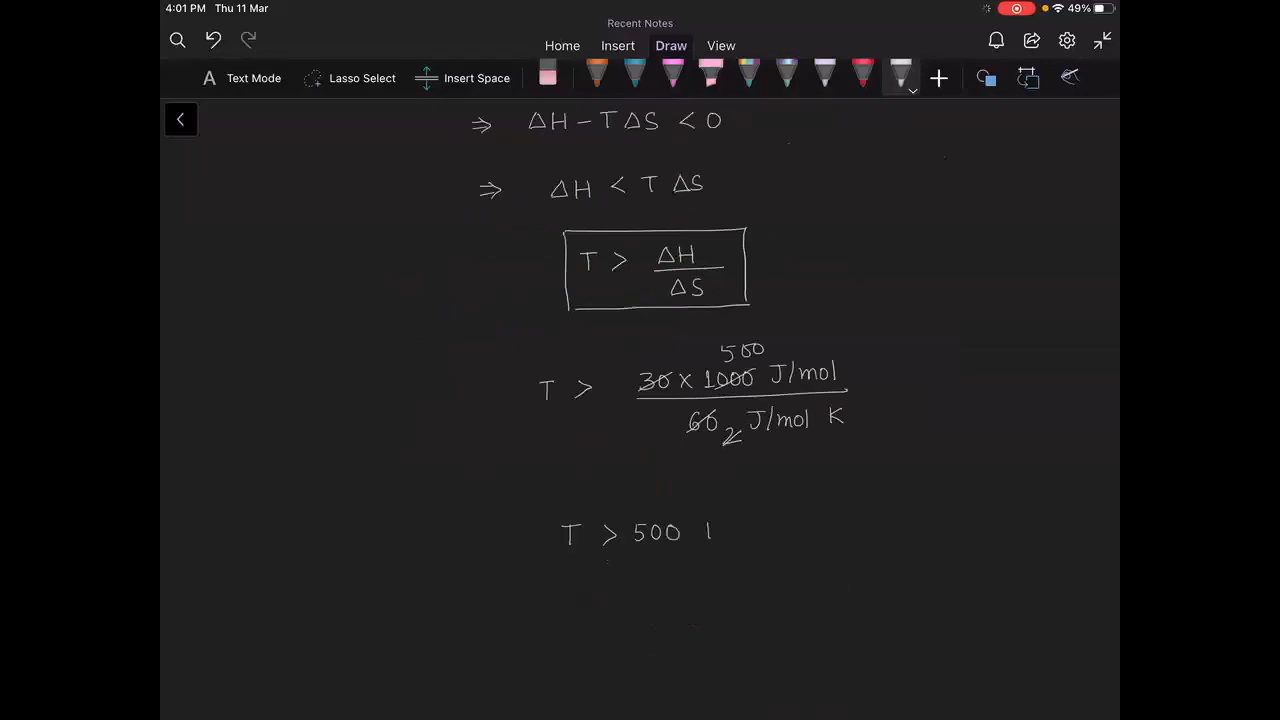 4:01 PM Thu 11 Mar
49%
Recent Notes
Home Insert Draw View
Text Mode Lasso Select Insert Space
⇒ ΔH - TΔS < 0
⇒ ΔH < T ΔS
T > ΔH
ΔS
500
T > 30 x 1000 J/mol
60 2 J/mol K
T > 500 l